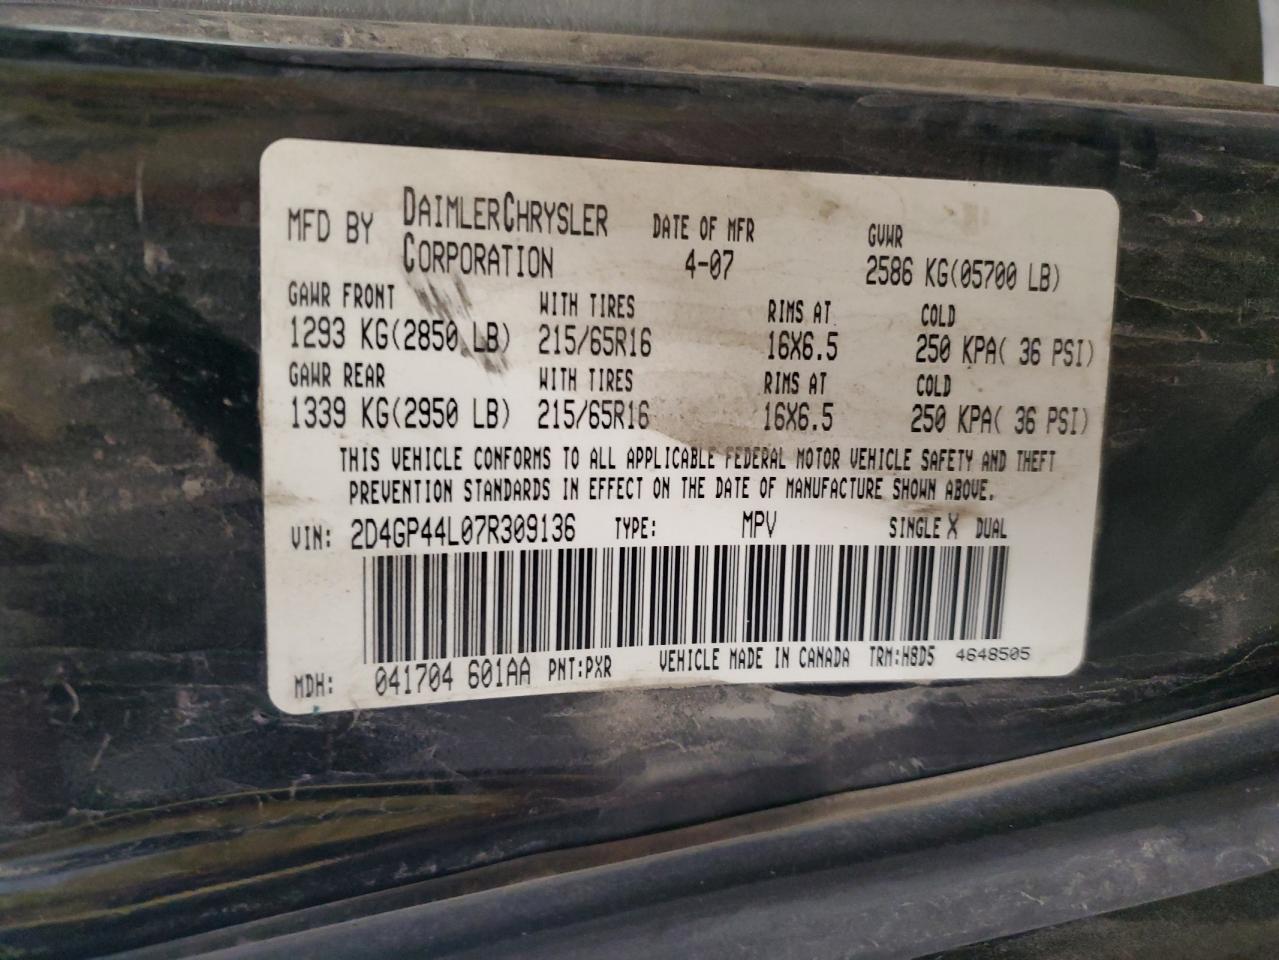 MFD BY DAIMLERCHRYSLER CORPORATION DATE OF MFR 4-07 GVWR 2586 KG(05700 LB)
GAWR FRONT WITH TIRES RIMS AT COLD
1293 KG(2850 LB) 215/65R16 16X6.5 250 KPA( 36 PSI)
GAWR REAR WITH TIRES RIMS AT COLD
1339 KG(2950 LB) 215/65R16 16X6.5 250 KPA( 36 PSI)
THIS VEHICLE CONFORMS TO ALL APPLICABLE FEDERAL MOTOR VEHICLE SAFETY AND THEFT
PREVENTION STANDARDS IN EFFECT ON THE DATE OF MANUFACTURE SHOWN ABOVE.
VIN: 2D4GP44L07R309136 TYPE: MPV SINGLE X DUAL
MDH: 041704 601AA PNT:PXR VEHICLE MADE IN CANADA TRM:H8D5 4648505